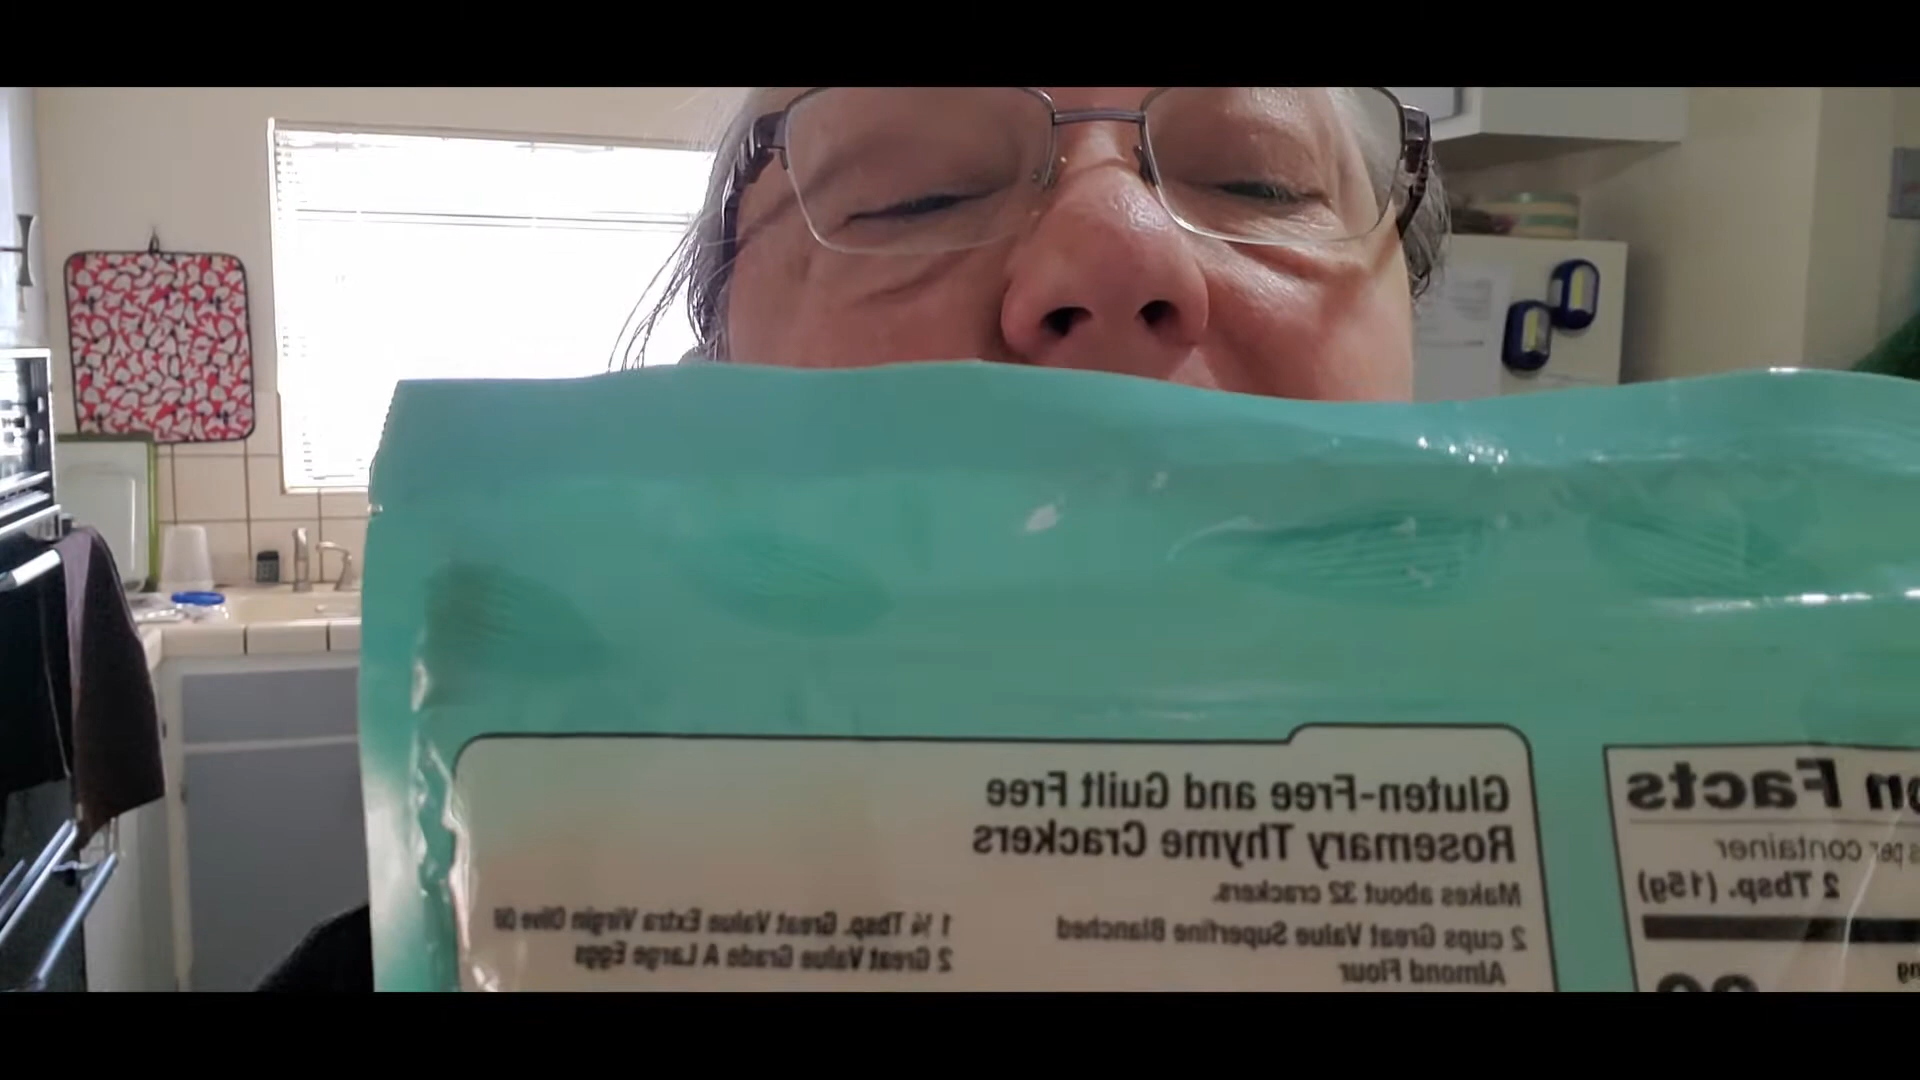 Gluten-Free and Guilt Free
Rosemary Thyme Crackers
Makes about 32 crackers.
2 cups Great Value Superfine Blanched
Almond Flour
1 ¼ Tbsp. Great Value Extra Virgin Olive Oil
2 Great Value Grade A Large Eggs
on Facts
per container
2 Tbsp. (15g)